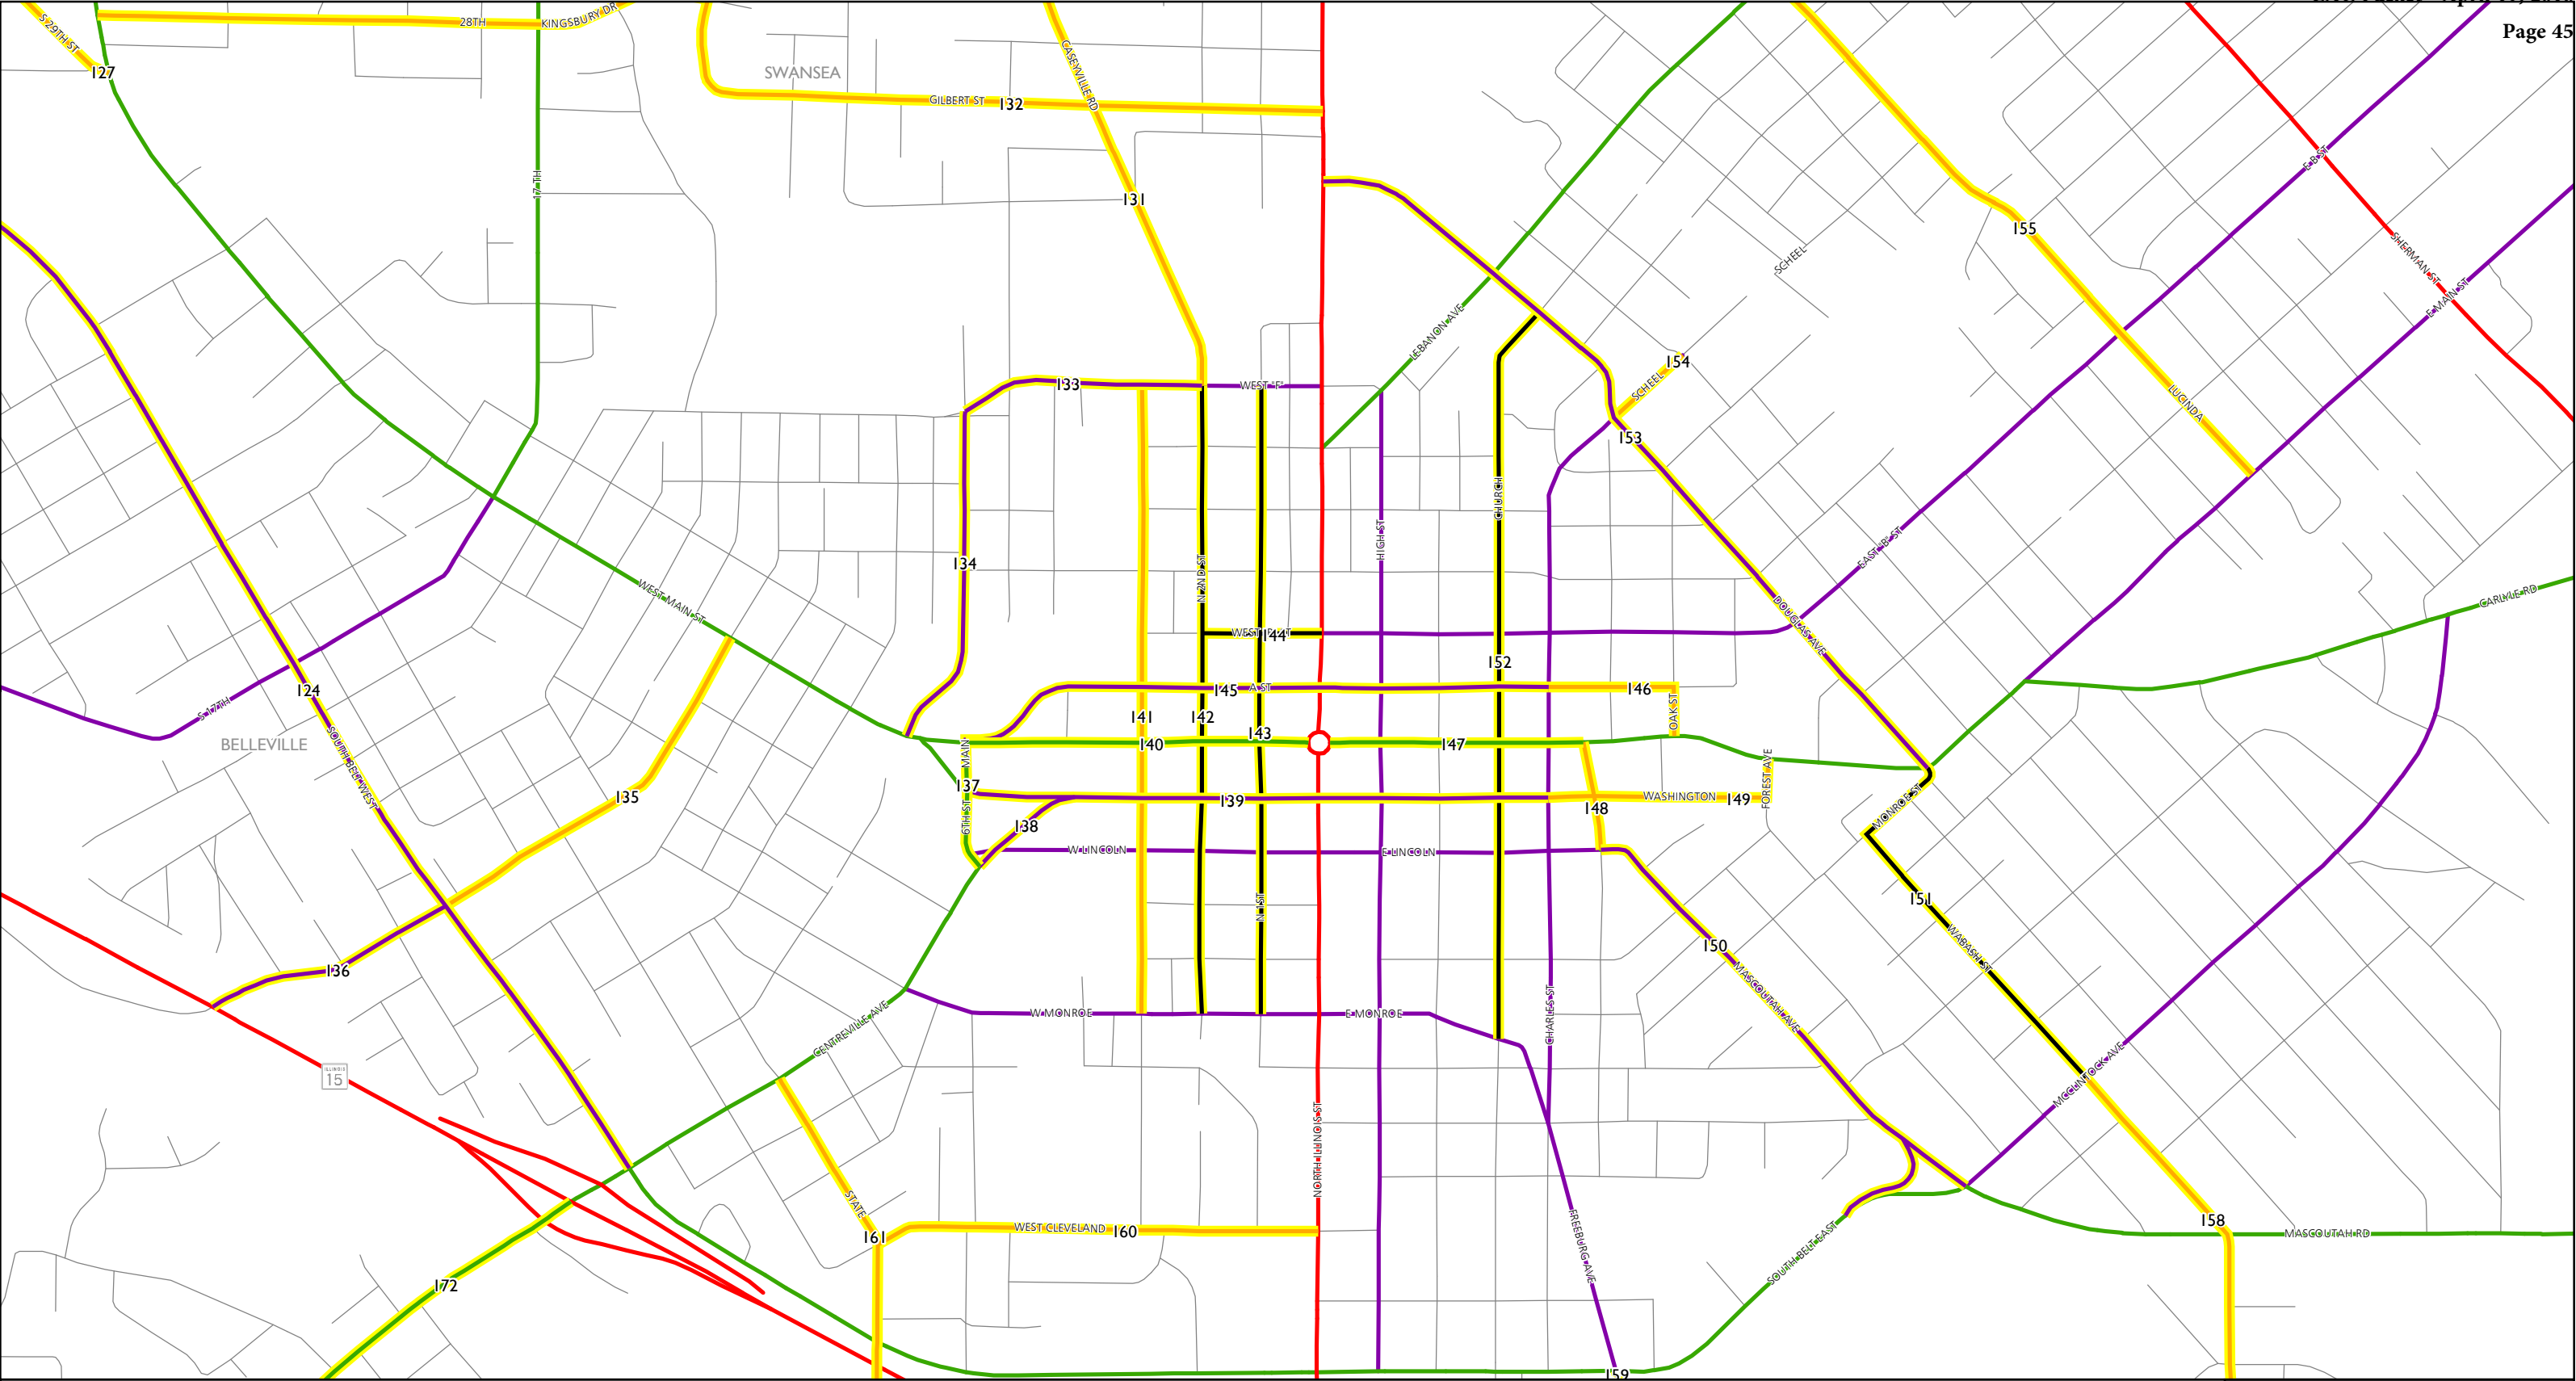 Page 45
S 29TH ST
28TH
KINGSBURY DR
127
SWANSEA
CASEYVILLE RD
GILBERT ST
132
17 TH
131
E B ST
155
SHERMAN ST
SCHEEL
E MAIN ST
LEBANON AVE
154
133
WEST "F"
SCHEEL
LUCINDA
153
CHURCH
HIGH ST
EAST "B" ST
134
N 2ND ST
WEST MAIN ST
DOUGLAS AVE
CARLYLE RD
144
152
124
S 17TH
145
A ST
146
OAK ST
141
142
143
BELLEVILLE
SOUTH BELT WEST
MAIN
140
147
FOREST AVE
137
135
139
WASHINGTON
149
148
6TH ST
138
MONROE ST
W LINCOLN
E LINCOLN
N 1ST
151
150
WABASH ST
136
MASCOUTAH AVE
CENTREVILLE AVE
W MONROE
E MONROE
CHARLES ST
ILLINOIS
15
MCCLINTOCK AVE
NORTH ILLINOIS ST
STATE
158
WEST CLEVELAND
160
161
FREEBURG AVE
SOUTH BELT EAST
MASCOUTAH RD
172
159